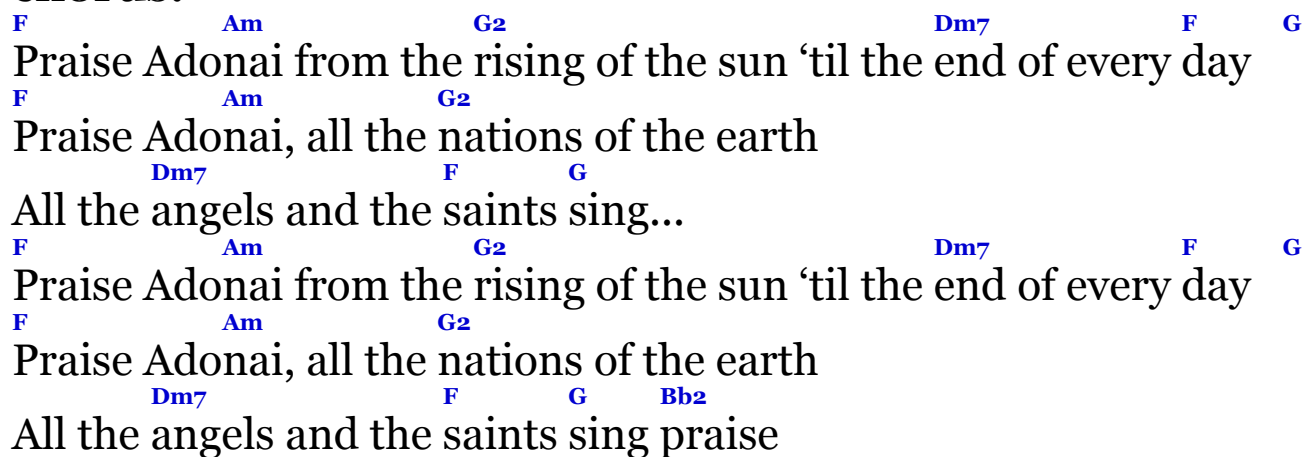 chorus:
F Am G2 Dm7 F G
Praise Adonai from the rising of the sun ‘til the end of every day
F Am G2
Praise Adonai, all the nations of the earth
Dm7 F G
All the angels and the saints sing...
F Am G2 Dm7 F G
Praise Adonai from the rising of the sun ‘til the end of every day
F Am G2
Praise Adonai, all the nations of the earth
Dm7 F G Bb2
All the angels and the saints sing praise